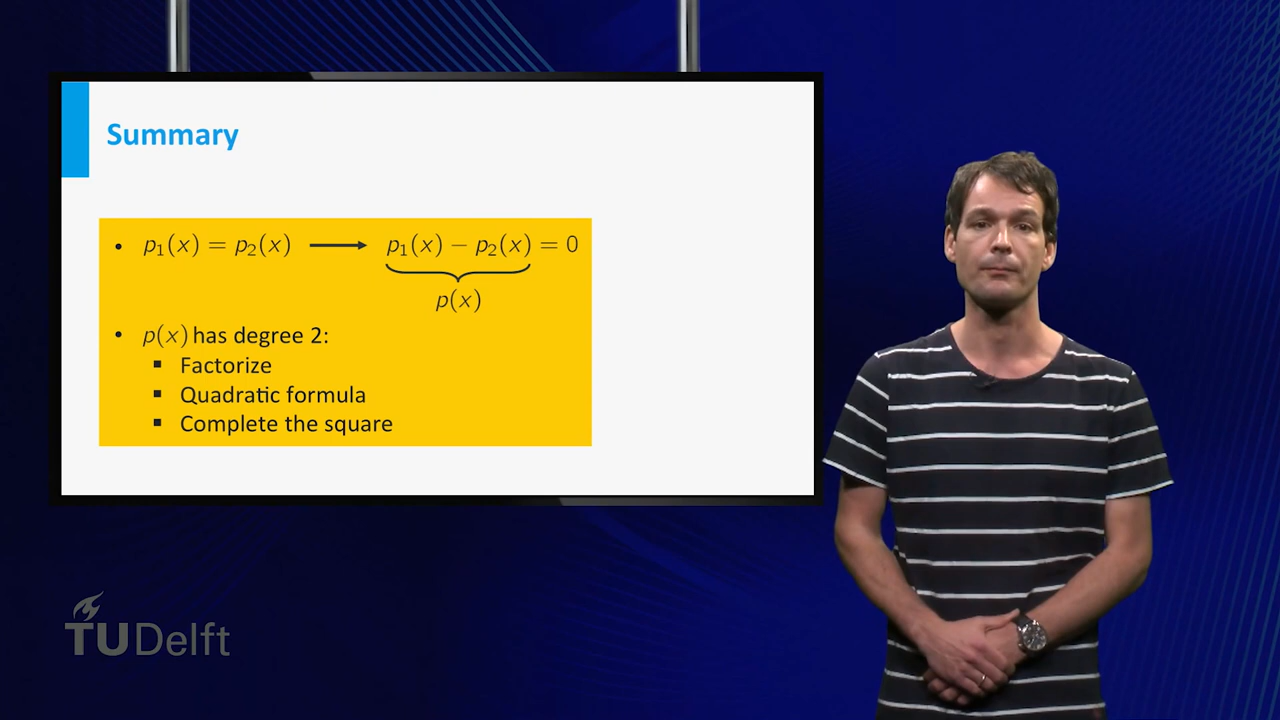 Summary
• p₁(x) = p₂(x) ⟶ p₁(x) − p₂(x) = 0
p(x)
• p(x) has degree 2:
▪ Factorize
▪ Quadratic formula
▪ Complete the square
TUDelft